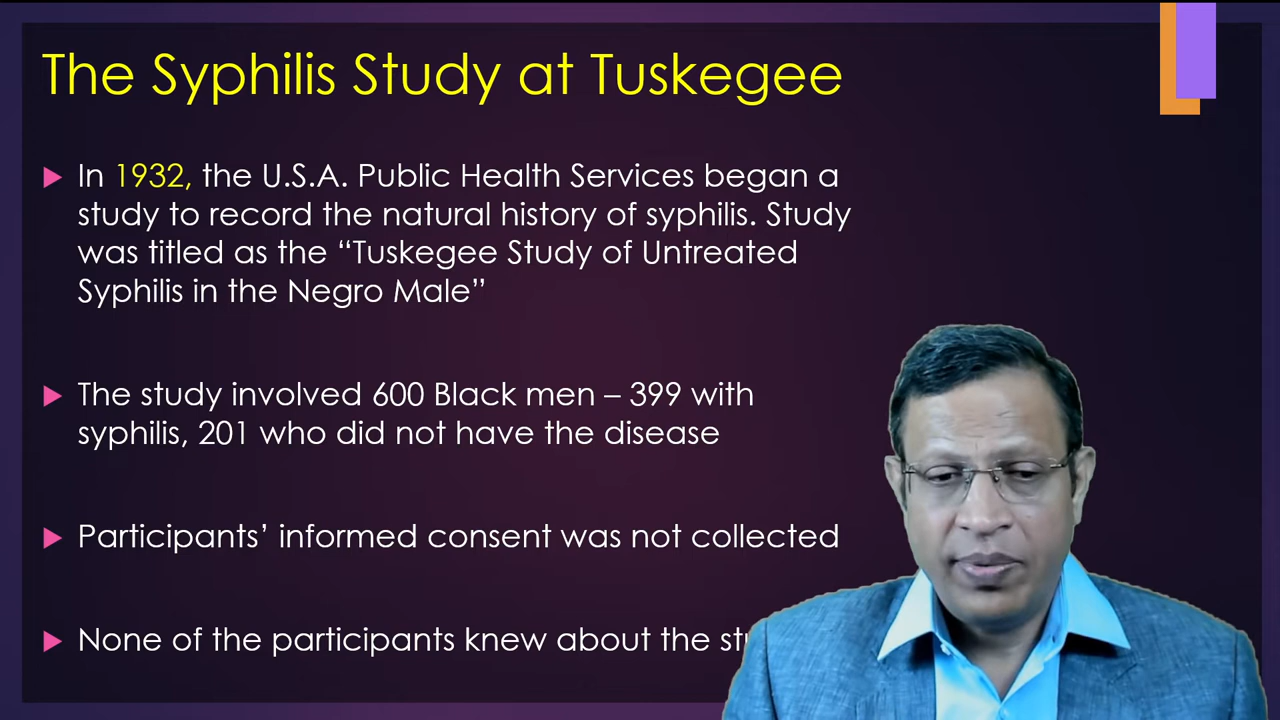 The Syphilis Study at Tuskegee
In 1932, the U.S.A. Public Health Services began a
study to record the natural history of syphilis. Study
was titled as the “Tuskegee Study of Untreated
Syphilis in the Negro Male”
The study involved 600 Black men – 399 with
syphilis, 201 who did not have the disease
Participants’ informed consent was not collected
None of the participants knew about the